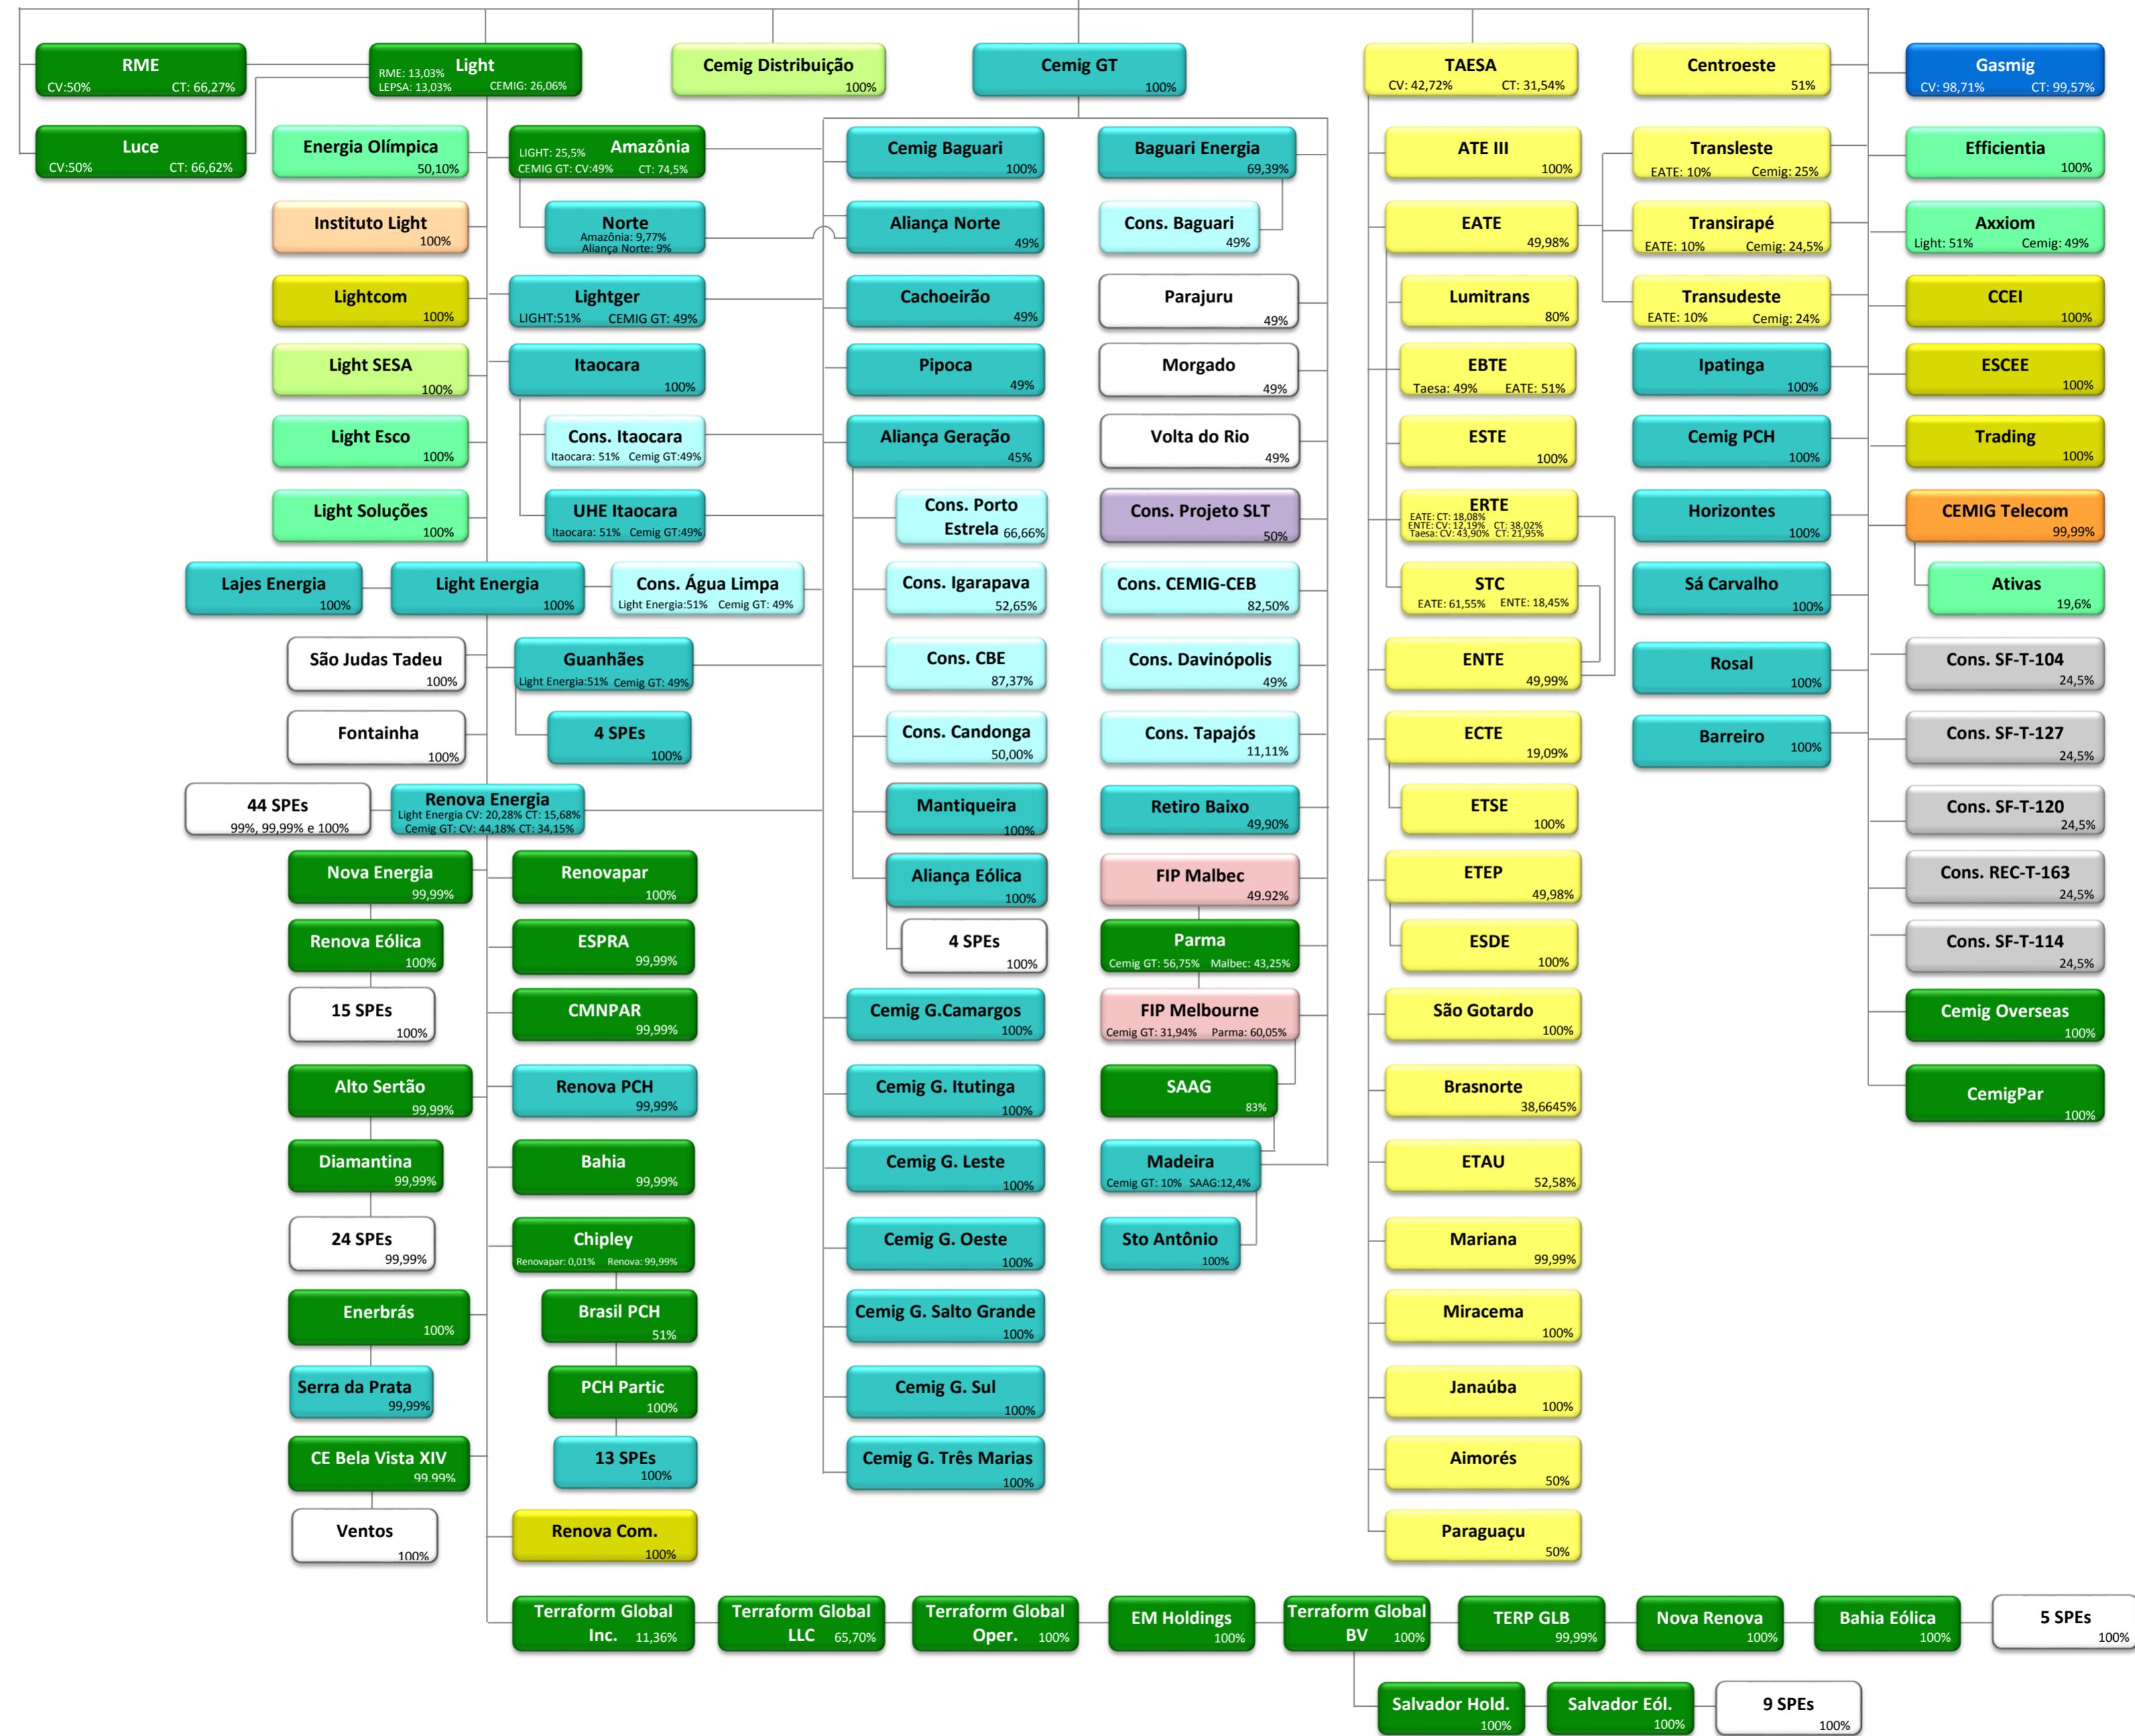 RME
CV:50% CT: 66,27%
Light
RME: 13,03%
LEPSA: 13,03% CEMIG: 26,06%
Cemig Distribuição
100%
Cemig GT
100%
TAESA
CV: 42,72% CT: 31,54%
Centroeste
51%
Gasmig
CV: 98,71% CT: 99,57%
Luce
CV:50% CT: 66,62%
Energia Olímpica
50,10%
Amazônia
LIGHT: 25,5%
CEMIG GT: CV:49% CT: 74,5%
Cemig Baguari
100%
Baguari Energia
69,39%
ATE III
100%
Transleste
EATE: 10% Cemig: 25%
Efficientia
100%
Instituto Light
100%
Norte
Amazônia: 9,77%
Aliança Norte: 9%
Aliança Norte
49%
Cons. Baguari
49%
EATE
49,98%
Transirapé
EATE: 10% Cemig: 24,5%
Axxiom
Light: 51% Cemig: 49%
Lightcom
100%
Lightger
LIGHT:51% CEMIG GT: 49%
Cachoeirão
49%
Parajuru
49%
Lumitrans
80%
Transudeste
EATE: 10% Cemig: 24%
CCEI
100%
Light SESA
100%
Itaocara
100%
Pipoca
49%
Morgado
49%
EBTE
Taesa: 49% EATE: 51%
Ipatinga
100%
ESCEE
100%
Light Esco
100%
Cons. Itaocara
Itaocara: 51% Cemig GT:49%
Aliança Geração
45%
Volta do Rio
49%
ESTE
100%
Cemig PCH
100%
Trading
100%
Light Soluções
100%
UHE Itaocara
Itaocara: 51% Cemig GT:49%
Cons. Porto
Estrela 66,66%
Cons. Projeto SLT
50%
ERTE
EATE: CT: 18,08%
ENTE: CV: 12,19% CT: 38,02%
Taesa: CV: 43,90% CT: 21,95%
Horizontes
100%
CEMIG Telecom
99,99%
Lajes Energia
100%
Light Energia
100%
Cons. Água Limpa
Light Energia:51% Cemig GT: 49%
Cons. Igarapava
52,65%
Cons. CEMIG-CEB
82,50%
STC
EATE: 61,55% ENTE: 18,45%
Sá Carvalho
100%
Ativas
19,6%
São Judas Tadeu
100%
Guanhães
Light Energia:51% Cemig GT: 49%
Cons. CBE
87,37%
Cons. Davinópolis
49%
ENTE
49,99%
Rosal
100%
Cons. SF-T-104
24,5%
Fontainha
100%
4 SPEs
100%
Cons. Candonga
50,00%
Cons. Tapajós
11,11%
ECTE
19,09%
Barreiro
100%
Cons. SF-T-127
24,5%
44 SPEs
99%, 99,99% e 100%
Renova Energia
Light Energia CV: 20,28% CT: 15,68%
Cemig GT: CV: 44,18% CT: 34,15%
Mantiqueira
100%
Retiro Baixo
49,90%
ETSE
100%
Cons. SF-T-120
24,5%
Nova Energia
99,99%
Renovapar
100%
Aliança Eólica
100%
FIP Malbec
49.92%
ETEP
49,98%
Cons. REC-T-163
24,5%
Renova Eólica
100%
ESPRA
99,99%
4 SPEs
100%
Parma
Cemig GT: 56,75% Malbec: 43,25%
ESDE
100%
Cons. SF-T-114
24,5%
15 SPEs
100%
CMNPAR
99,99%
Cemig G.Camargos
100%
FIP Melbourne
Cemig GT: 31,94% Parma: 60,05%
São Gotardo
100%
Cemig Overseas
100%
Alto Sertão
99,99%
Renova PCH
99,99%
Cemig G. Itutinga
100%
SAAG
83%
Brasnorte
38,6645%
CemigPar
100%
Diamantina
99,99%
Bahia
99,99%
Cemig G. Leste
100%
Madeira
Cemig GT: 10% SAAG:12,4%
ETAU
52,58%
24 SPEs
99,99%
Chipley
Renovapar: 0,01% Renova: 99,99%
Cemig G. Oeste
100%
Sto Antônio
100%
Mariana
99,99%
Enerbrás
100%
Brasil PCH
51%
Cemig G. Salto Grande
100%
Miracema
100%
Serra da Prata
99,99%
PCH Partic
100%
Cemig G. Sul
100%
Janaúba
100%
CE Bela Vista XIV
99.99%
13 SPEs
100%
Cemig G. Três Marias
100%
Aimorés
50%
Ventos
100%
Renova Com.
100%
Paraguaçu
50%
Terraform Global
Inc. 11,36%
Terraform Global
LLC 65,70%
Terraform Global
Oper. 100%
EM Holdings
100%
Terraform Global
BV 100%
TERP GLB
99,99%
Nova Renova
100%
Bahia Eólica
100%
5 SPEs
100%
Salvador Hold.
100%
Salvador Eól.
100%
9 SPEs
100%